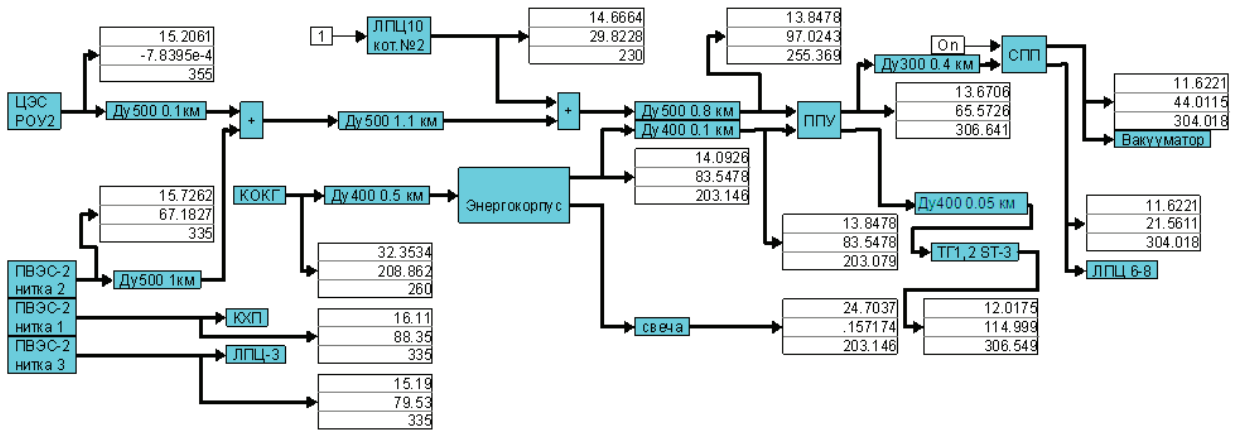 15.2061
-7.8395e-4
355
1
ЛПЦ10
кот.№2
14.6664
29.8228
230
13.8478
97.0243
255.369
On
СПП
Ду300 0.4 км
11.6221
44.0115
304.018
Вакууматор
ЦЭС
РОУ2
Ду500 0.1км
+
Ду500 1.1 км
+
Ду500 0.8 км
Ду400 0.1 км
ППУ
13.6706
65.5726
306.641
14.0926
83.5478
203.146
15.7262
67.1827
335
КОКГ
Ду400 0.5 км
Энергокорпус
Ду400 0.05 км
11.6221
21.5611
304.018
13.8478
83.5478
203.079
ТГ1,2 ST-3
ЛПЦ 6-8
32.3534
208.862
260
ПВЭС-2
нитка 2
Ду500 1км
ПВЭС-2
нитка 1
КХП
16.11
88.35
335
свеча
24.7037
.157174
203.146
12.0175
114.999
306.549
ПВЭС-2
нитка 3
ЛПЦ-3
15.19
79.53
335